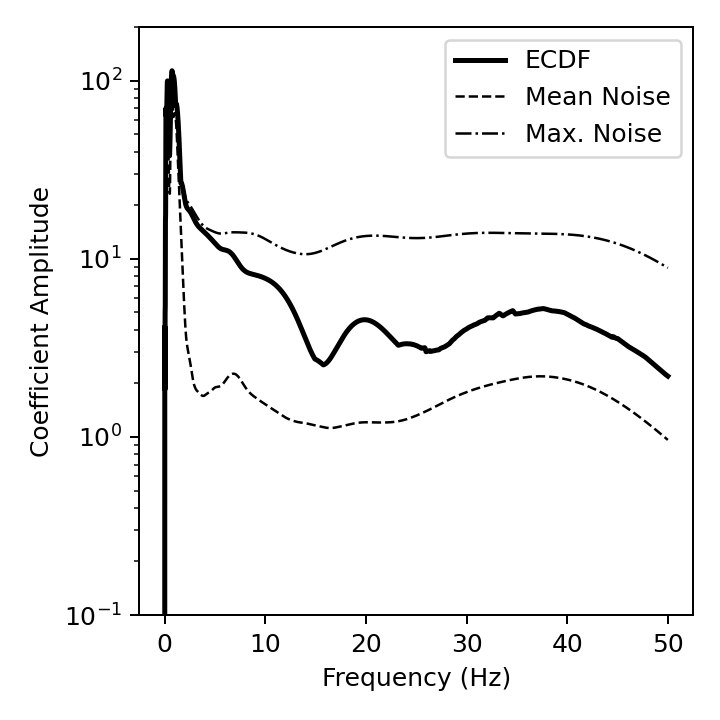 ECDF
Mean Noise
Max. Noise
10²
10¹
10⁰
10⁻¹
Coefficient Amplitude
0 10 20 30 40 50
Frequency (Hz)